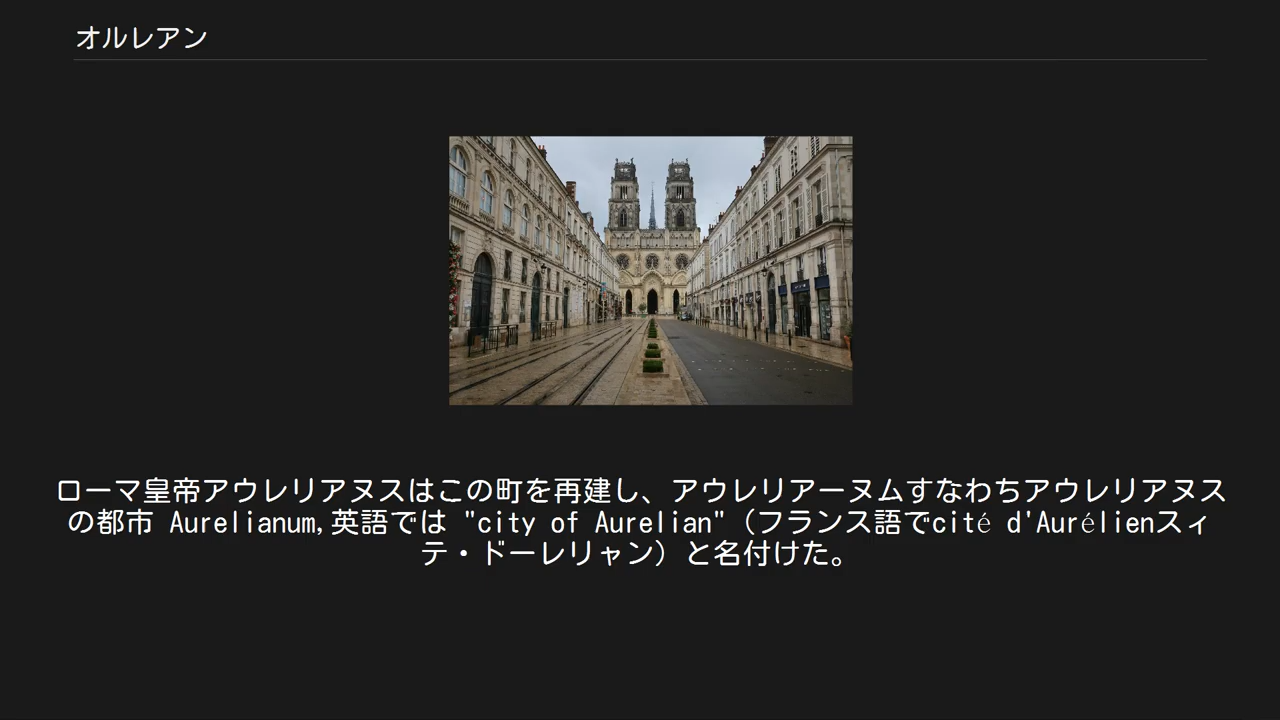 オルレアン
ローマ皇帝アウレリアヌスはこの町を再建し、アウレリアーヌムすなわちアウレリアヌス
の都市 Aurelianum,英語では "city of Aurelian"（フランス語でcité d'Aurélienスィ
テ・ドーレリャン）と名付けた。